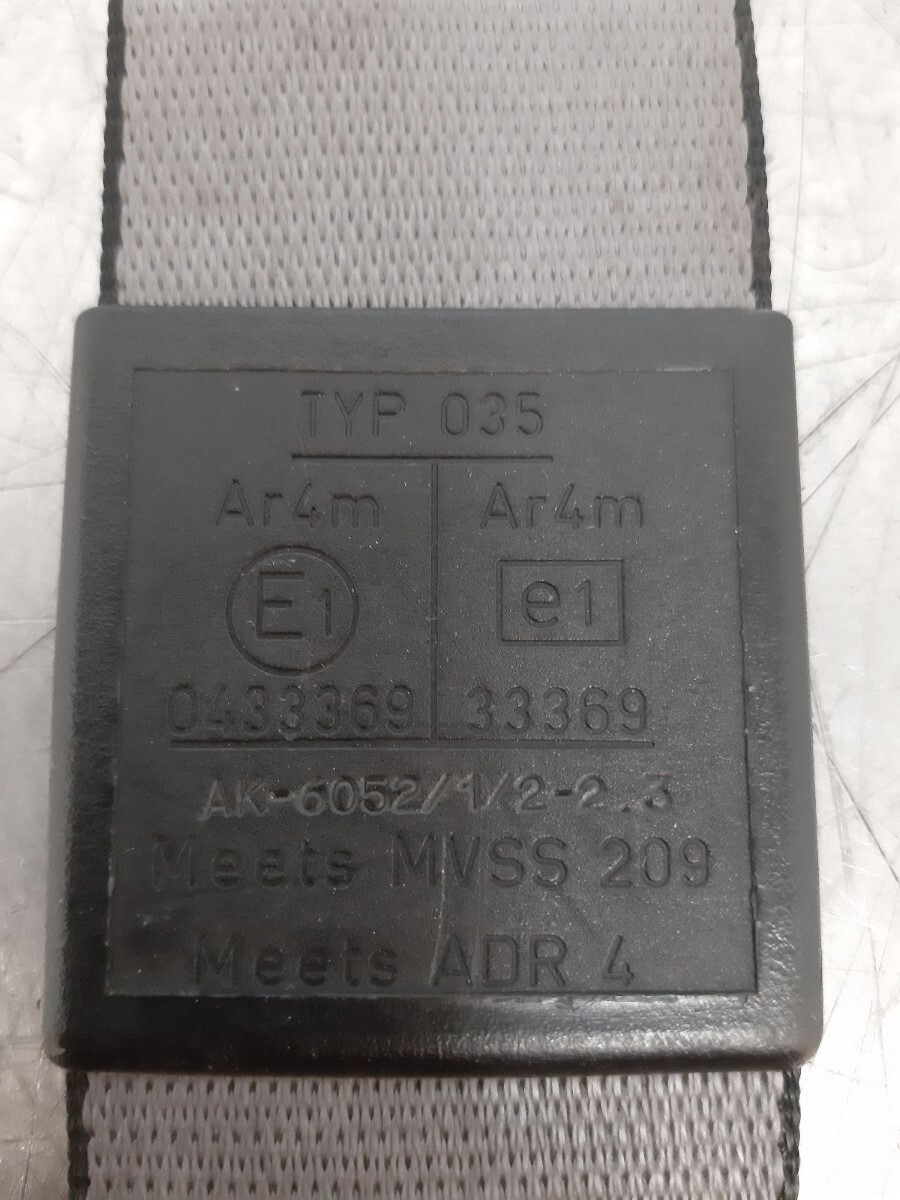 TYP 035
Ar4m Ar4m
E1 e1
0433369 33369
AK-6052/1/2-2.3
Meets MVSS 209
Meets ADR 4